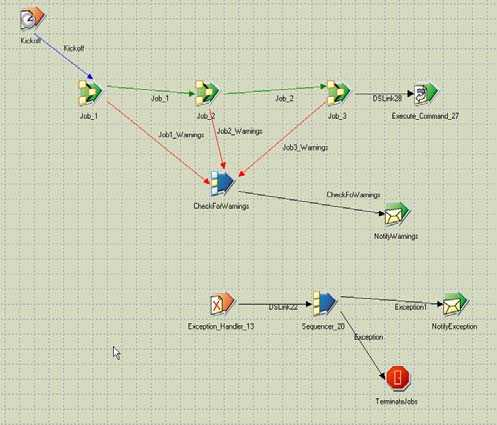 Kickoff
Kickoff
Job_1
Job_1
Job_2
Job_2
Job_3
DSLink28
Execute_Command_27
Job1_Warnings
Job2_Warnings
Job3_Warnings
CheckForWarnings
CheckFoWarnings
NotifyWarnings
Exception_Handler_13
DSLink22
Sequencer_20
Exception1
NotifyException
Exception
TerminateJobs